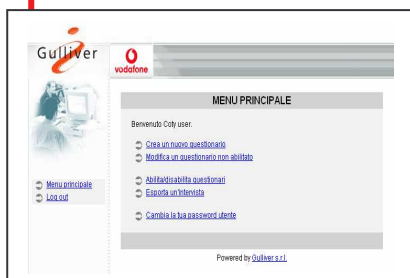 Gulliver
vodafone
MENU PRINCIPALE
Benvenuto Coty user.
Crea un nuovo questionario
Modifica un questionario non abilitato
Abilita/disabilita questionari
Esporta un'intervista
Cambia la tua password utente
Menu principale
Log out
Powered by Gulliver s.r.l.